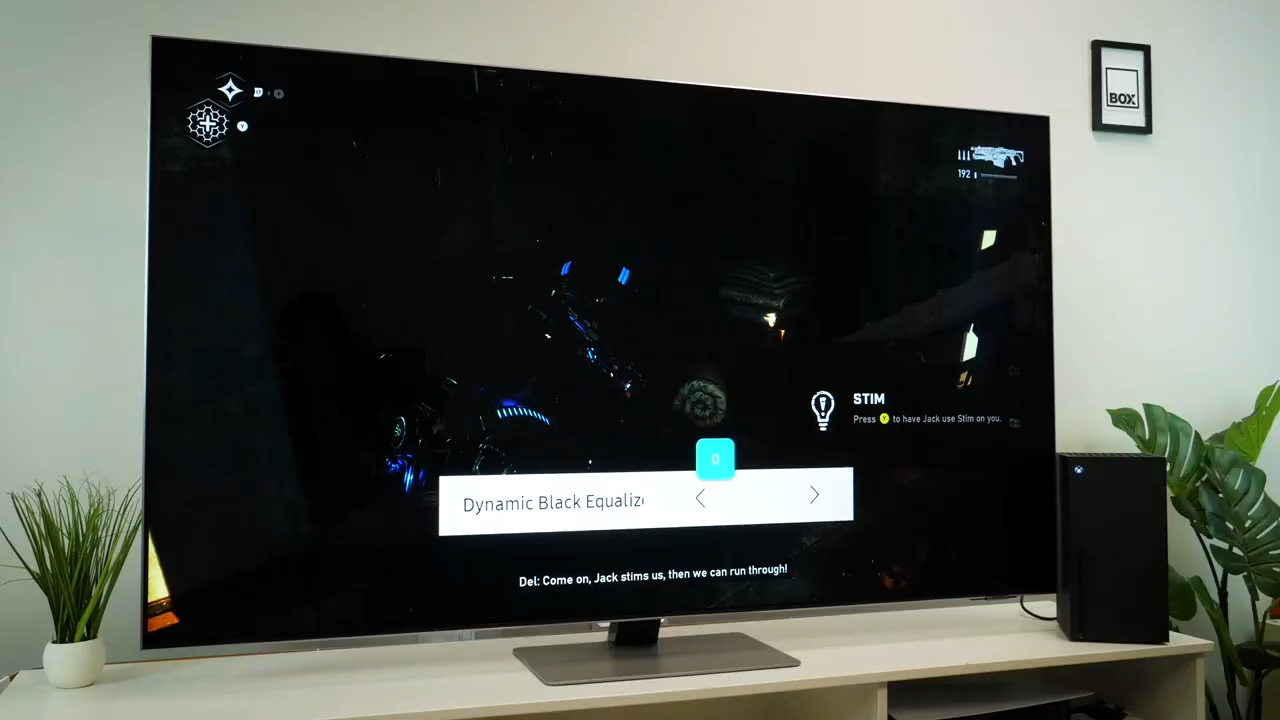 Y
Y
BOX
192
STIM
Press Y to have Jack use Stim on you.
0
Dynamic Black Equaliz
Del: Come on, Jack stims us, then we can run through!